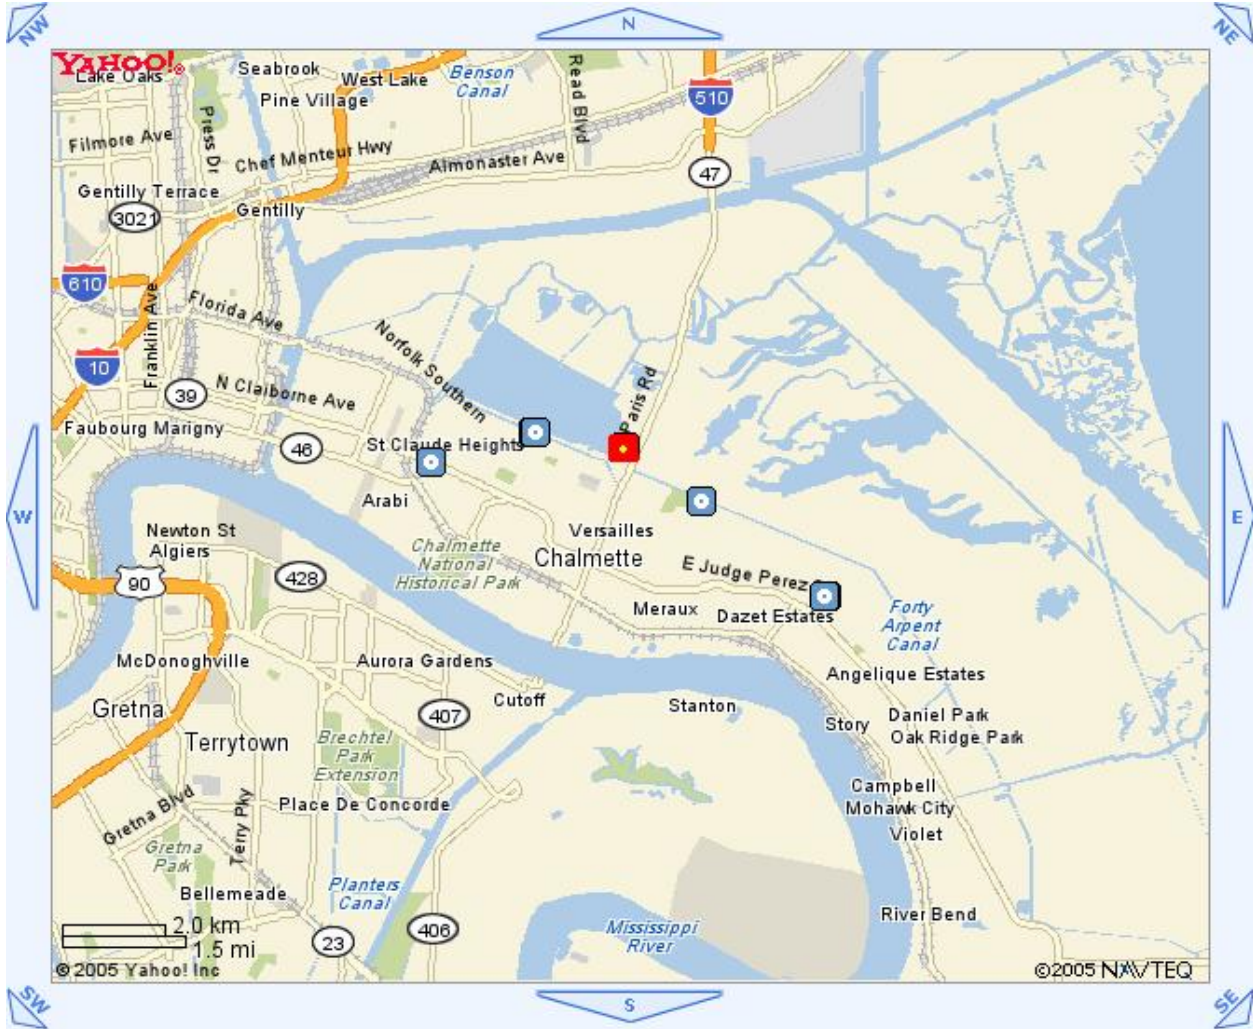 NW
N
NE
YAHOO!
Lake Oaks
Seabrook
West Lake
Benson
Canal
Read Blvd
510
Pine Village
Press Dr
Filmore Ave
Chef Menteur Hwy
Almonaster Ave
47
Gentilly Terrace
3021
Gentilly
610
Franklin Ave
Florida Ave
Norfolk Southern
10
39
N Claiborne Ave
Paris Rd
Faubourg Marigny
46
St Claude Heights
W
E
Arabi
Newton St
Algiers
Chalmette
National
Historical Park
Versailles
Chalmette
90
428
E Judge Perez
Meraux
Dazet Estates
Forty
Arpent
Canal
McDonoghville
Aurora Gardens
Angelique Estates
Cutoff
Stanton
Gretna
407
Story
Daniel Park
Oak Ridge Park
Terrytown
Brechtel
Park
Extension
Campbell
Mohawk City
Violet
Gretna Blvd
Terry Pky
Place De Concorde
Gretna
Park
Bellemeade
Planters
Canal
River Bend
2.0 km
1.5 mi
23
406
Mississippi
River
© 2005 Yahoo! Inc
©2005 NAVTEQ
SW
S
SE